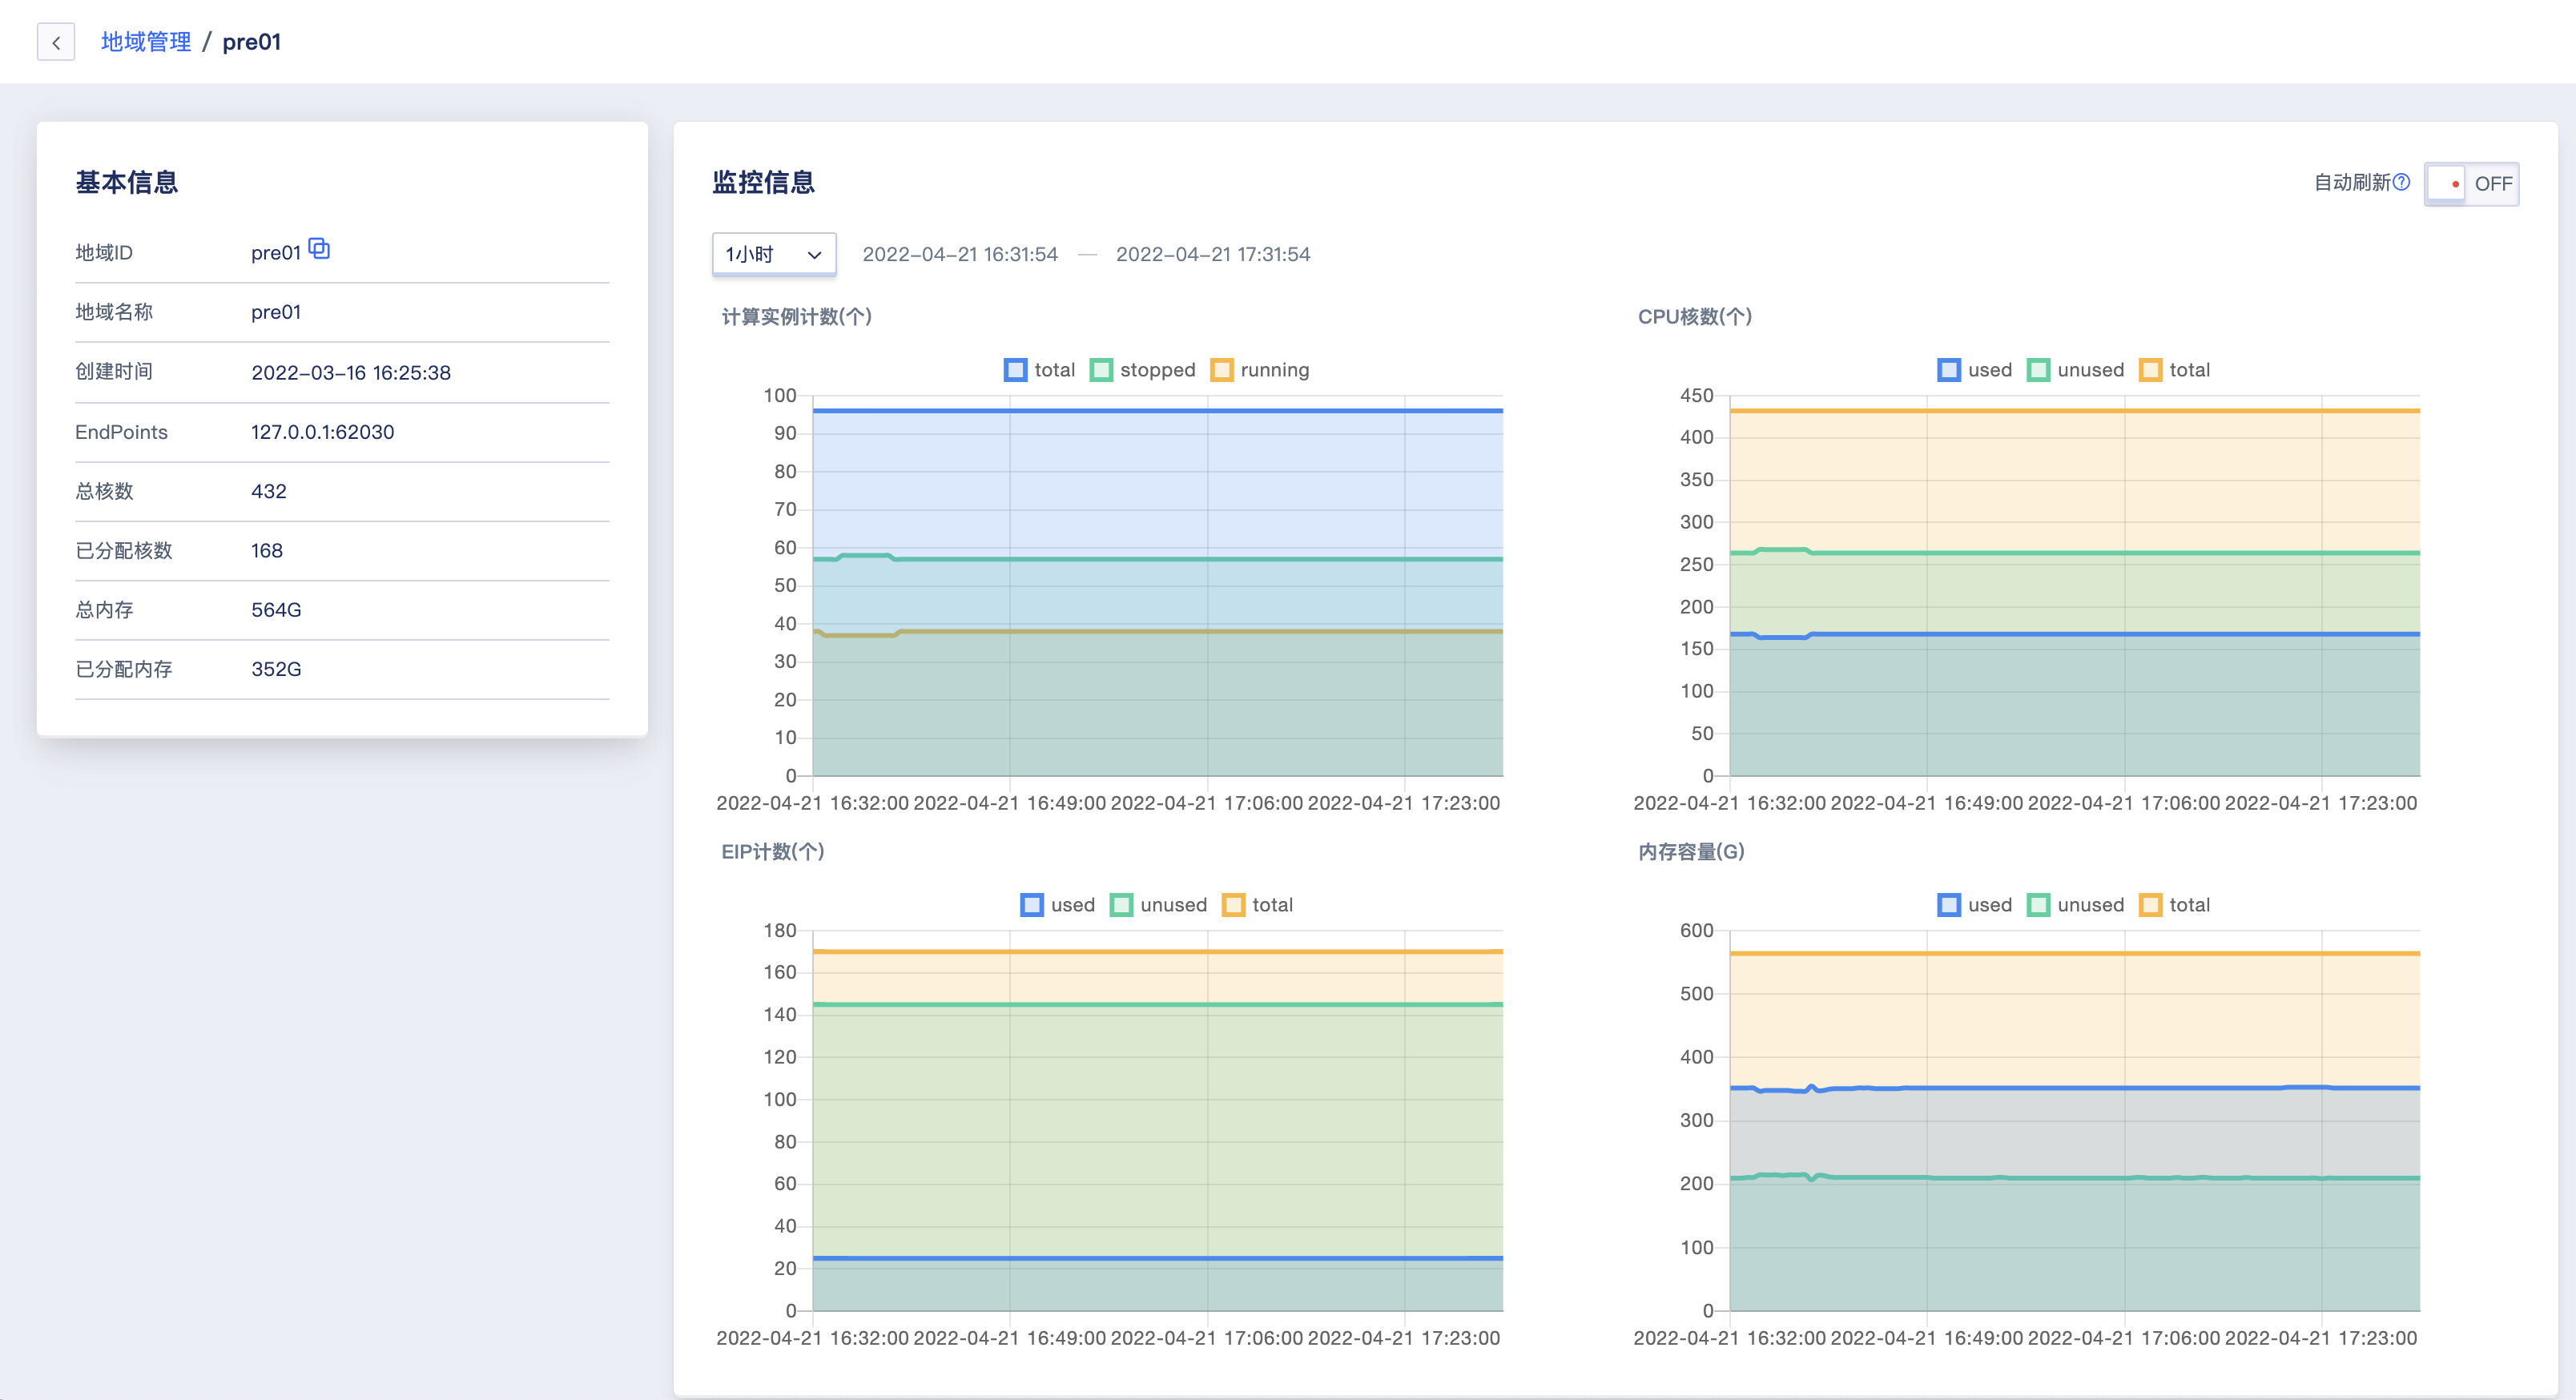 地域管理 / pre01
基本信息
地域ID pre01
地域名称 pre01
创建时间 2022-03-16 16:25:38
EndPoints 127.0.0.1:62030
总核数 432
已分配核数 168
总内存 564G
已分配内存 352G
监控信息
自动刷新 OFF
1小时 2022-04-21 16:31:54 — 2022-04-21 17:31:54
计算实例计数(个)
total stopped running
100
90
80
70
60
50
40
30
20
10
0
2022-04-21 16:32:00 2022-04-21 16:49:00 2022-04-21 17:06:00 2022-04-21 17:23:00
CPU核数(个)
used unused total
450
400
350
300
250
200
150
100
50
0
2022-04-21 16:32:00 2022-04-21 16:49:00 2022-04-21 17:06:00 2022-04-21 17:23:00
EIP计数(个)
used unused total
180
160
140
120
100
80
60
40
20
0
2022-04-21 16:32:00 2022-04-21 16:49:00 2022-04-21 17:06:00 2022-04-21 17:23:00
内存容量(G)
used unused total
600
500
400
300
200
100
0
2022-04-21 16:32:00 2022-04-21 16:49:00 2022-04-21 17:06:00 2022-04-21 17:23:00